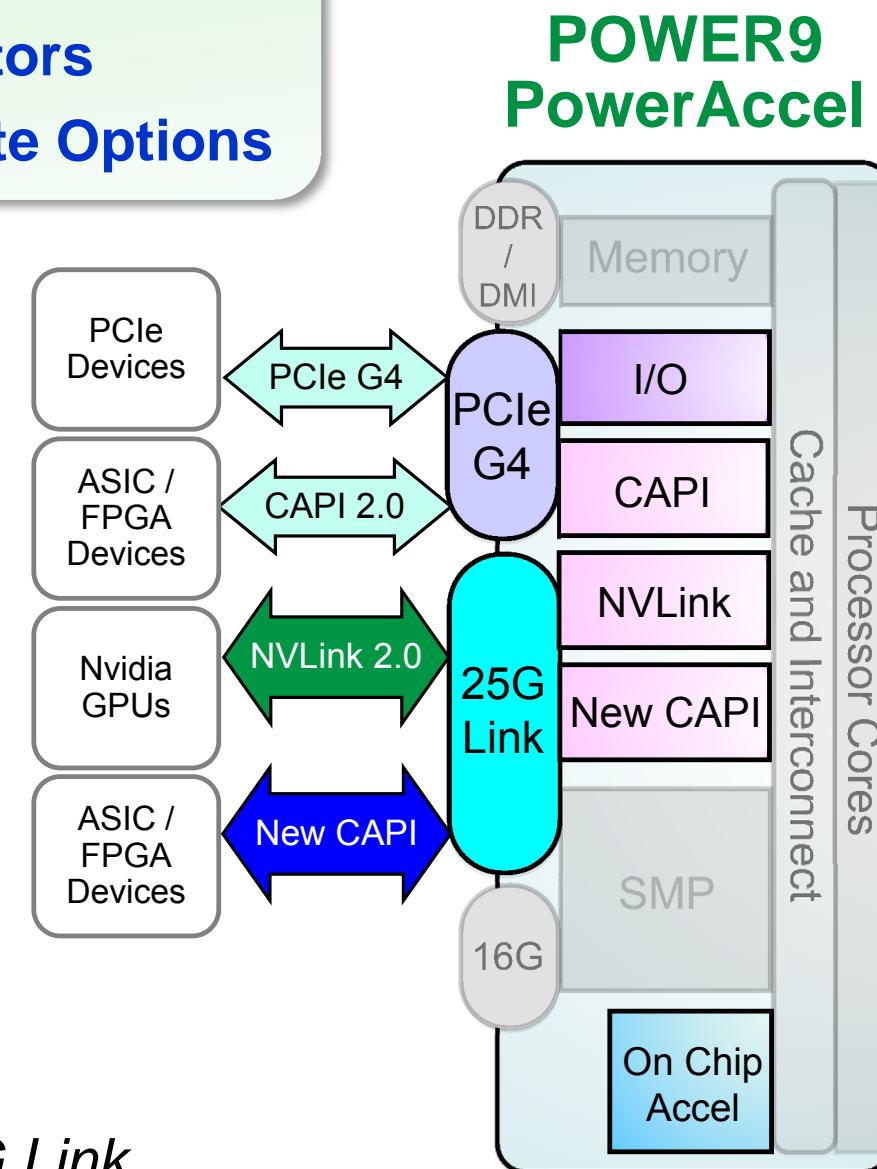 tors
te Options
POWER9
PowerAccel
DDR
/
DMI
Memory
PCIe
Devices
PCIe G4
PCIe
G4
I/O
ASIC /
FPGA
Devices
CAPI 2.0
CAPI
Nvidia
GPUs
NVLink 2.0
25G
Link
NVLink
New CAPI
ASIC /
FPGA
Devices
New CAPI
SMP
16G
On Chip
Accel
Cache and Interconnect
Processor Cores
G Link